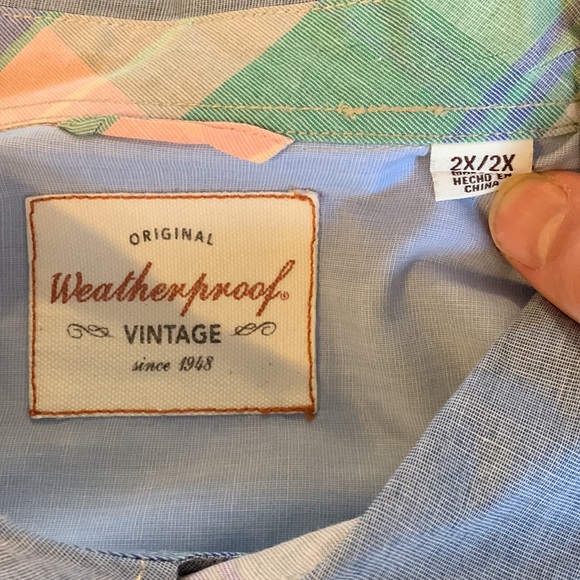 ORIGINAL
Weatherproof®
VINTAGE
since 1948
2X/2X
HECHO EN
CHINA